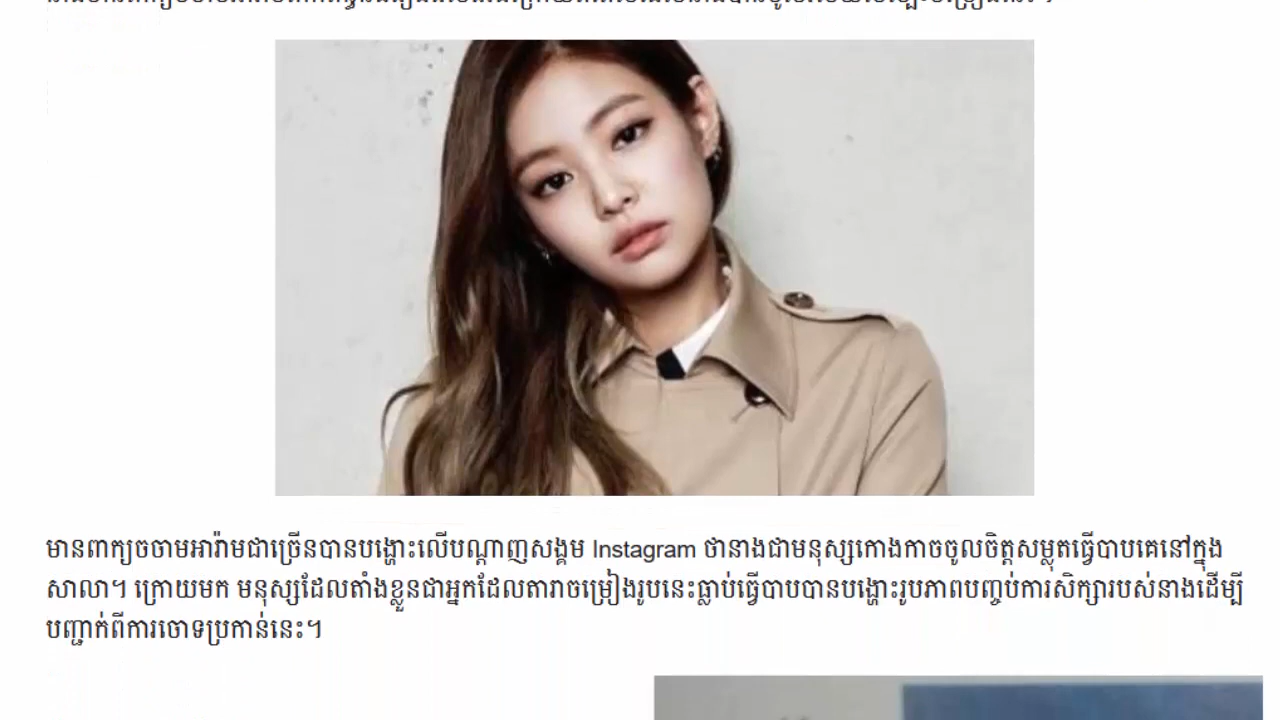 មានពាក្យចចាមអារ៉ាមជាច្រើនបានបង្ហោះលើបណ្ដាញសង្គម Instagram ថានាងជាមនុស្សកោងកាចចូលចិត្តសម្លុតធ្វើបាបគេនៅក្នុង
សាលា។ ក្រោយមក មនុស្សដែលតាំងខ្លួនជាអ្នកដែលតារាចម្រៀងរូបនេះធ្លាប់ធ្វើបាបបានបង្ហោះរូបភាពបញ្ចប់ការសិក្សារបស់នាងដើម្បី
បញ្ជាក់ពីការចោទប្រកាន់នេះ។